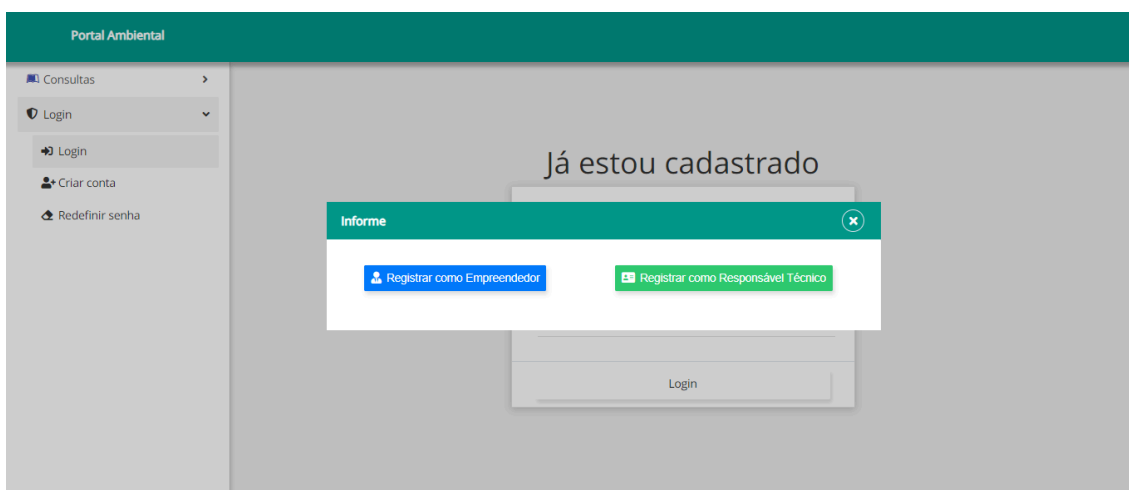 Portal Ambiental
Consultas
Login
Login
Criar conta
Redefinir senha
Já estou cadastrado
Informe
Registrar como Empreendedor
Registrar como Responsável Técnico
Login